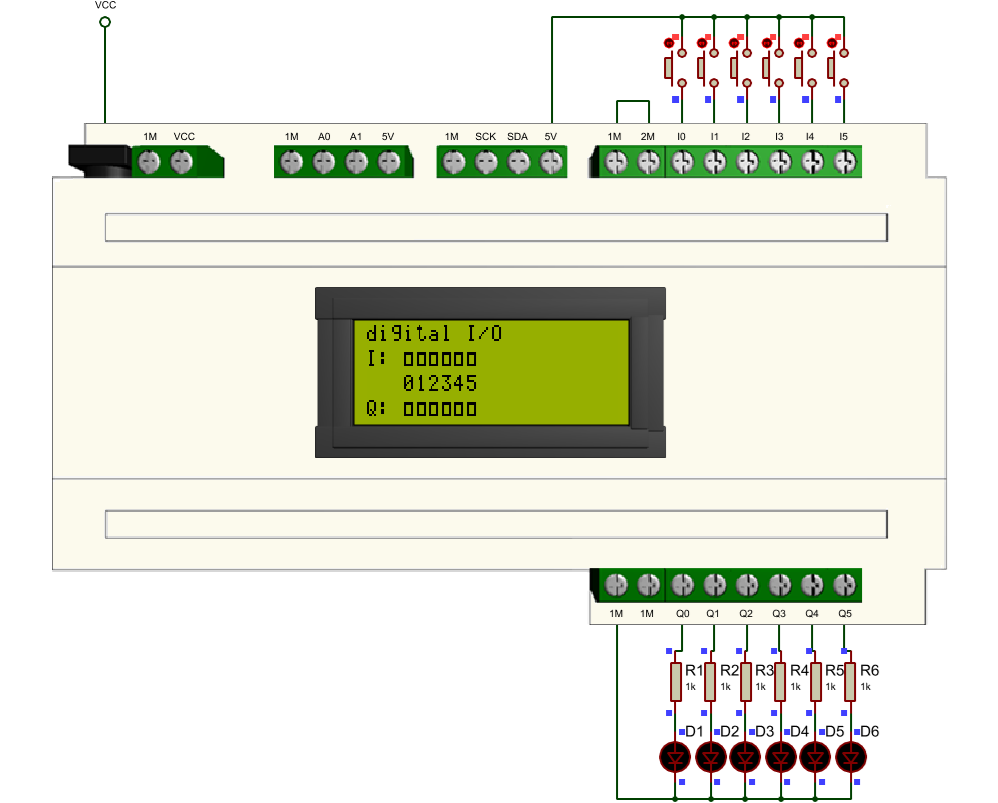 VCC
1M VCC 1M A0 A1 5V 1M SCK SDA 5V 1M 2M I0 I1 I2 I3 I4 I5
digital I/O
I:
012345
Q:
1M 1M Q0 Q1 Q2 Q3 Q4 Q5
R1 R2 R3 R4 R5 R6
1k 1k 1k 1k 1k 1k
D1 D2 D3 D4 D5 D6